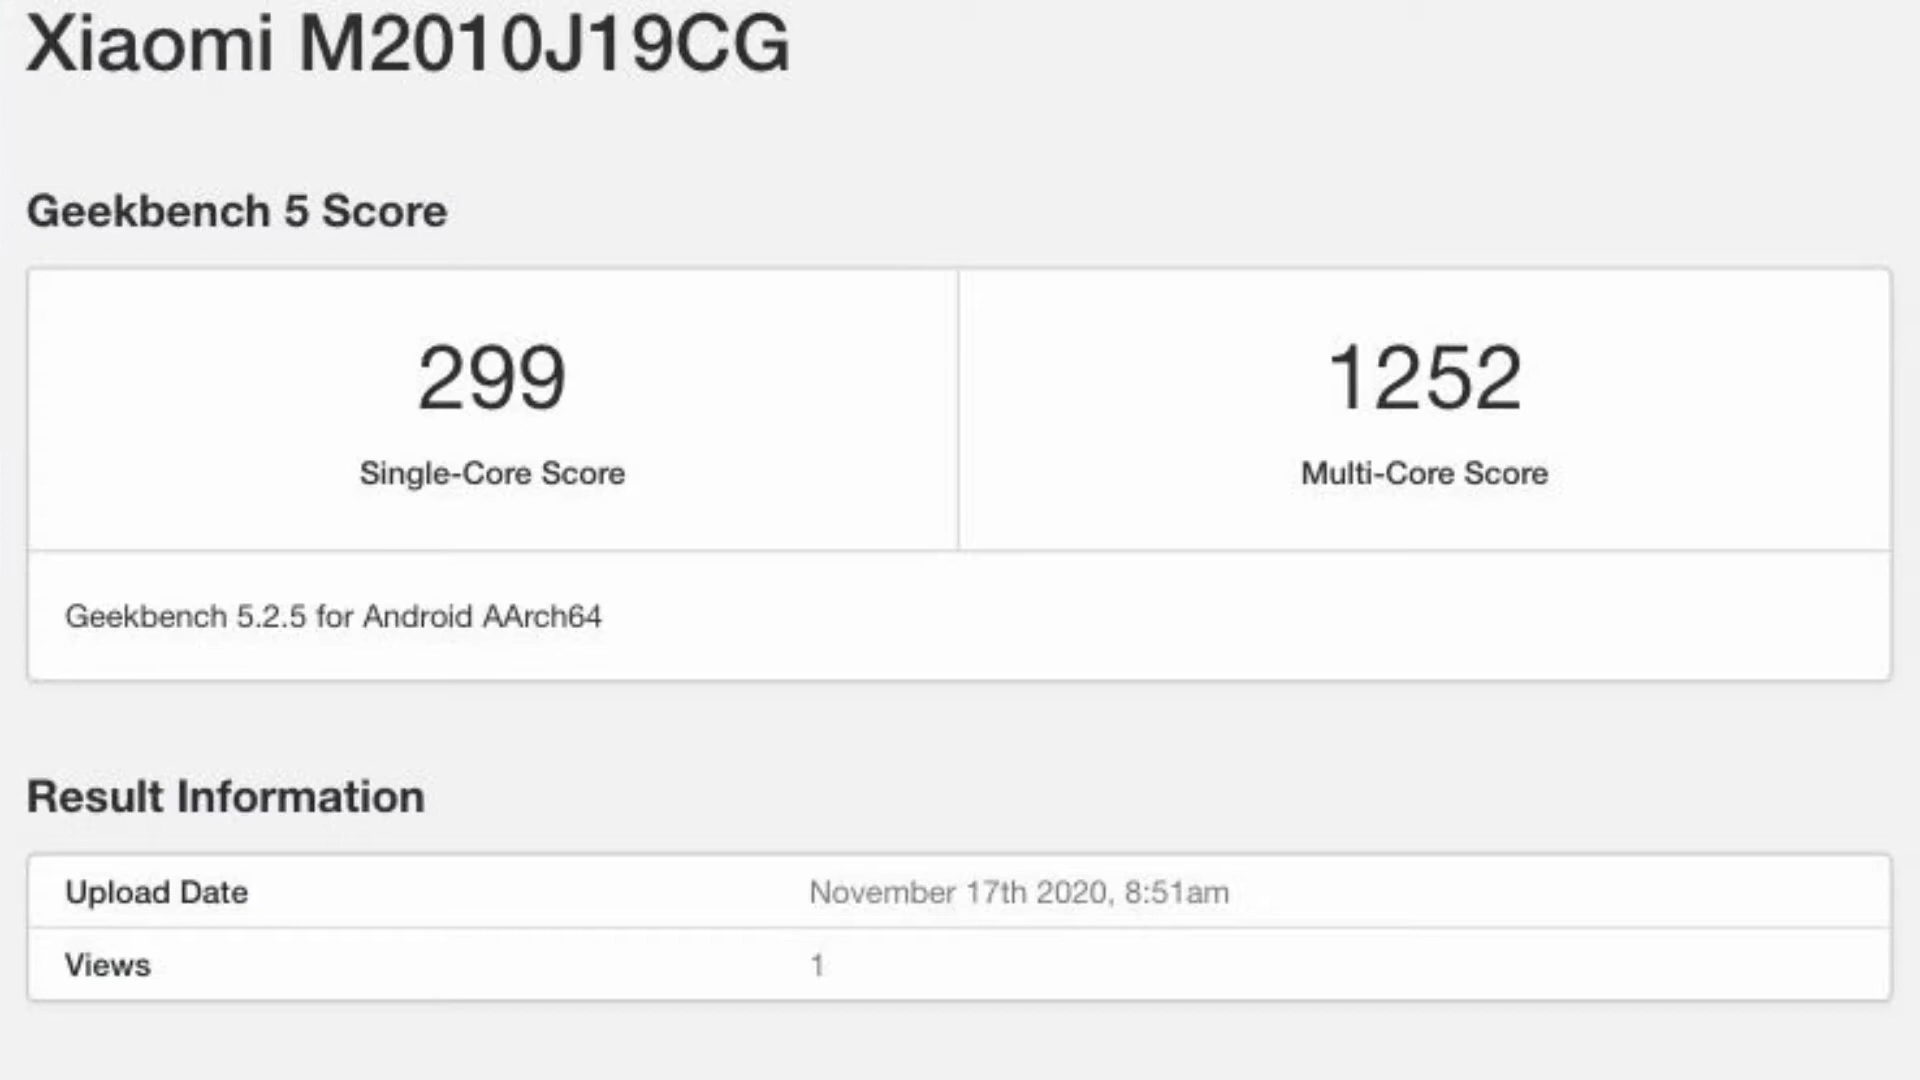 Xiaomi M2010J19CG
Geekbench 5 Score
299
Single-Core Score
1252
Multi-Core Score
Geekbench 5.2.5 for Android AArch64
Result Information
Upload Date November 17th 2020, 8:51am
Views 1